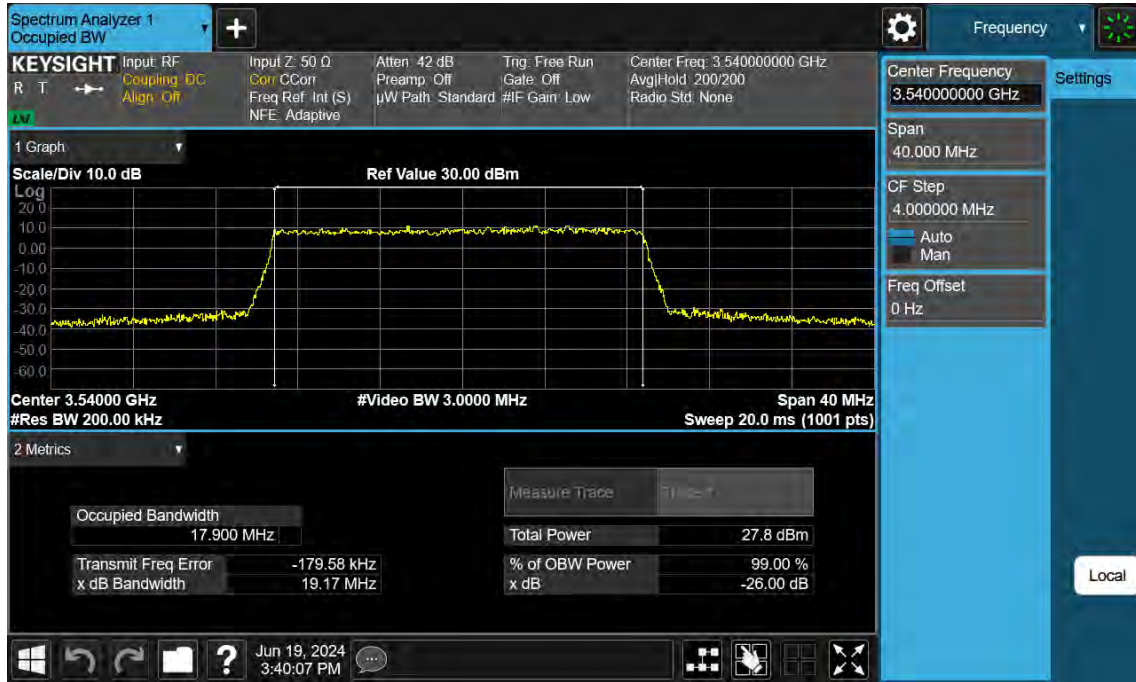 Spectrum Analyzer 1
Occupied BW
Frequency
KEYSIGHT
R T
LXI
Input: RF
Coupling: DC
Align: Off
Input Z: 50 Ω
Corr CCorr
Freq Ref: Int (S)
NFE: Adaptive
Atten: 42 dB
Preamp: Off
µW Path: Standard
Trig: Free Run
Gate: Off
#IF Gain: Low
Center Freq: 3.540000000 GHz
Avg|Hold: 200/200
Radio Std: None
Center Frequency
3.540000000 GHz
Settings
Span
40.000 MHz
CF Step
4.000000 MHz
Auto
Man
Freq Offset
0 Hz
Local
1 Graph
Scale/Div 10.0 dB
Ref Value 30.00 dBm
Log
20.0
10.0
0.00
-10.0
-20.0
-30.0
-40.0
-50.0
-60.0
Center 3.54000 GHz
#Video BW 3.0000 MHz
Span 40 MHz
#Res BW 200.00 kHz
Sweep 20.0 ms (1001 pts)
2 Metrics
Measure Trace
Occupied Bandwidth
17.900 MHz
Total Power 27.8 dBm
Transmit Freq Error -179.58 kHz
% of OBW Power 99.00 %
x dB Bandwidth 19.17 MHz
x dB -26.00 dB
Jun 19, 2024
3:40:07 PM